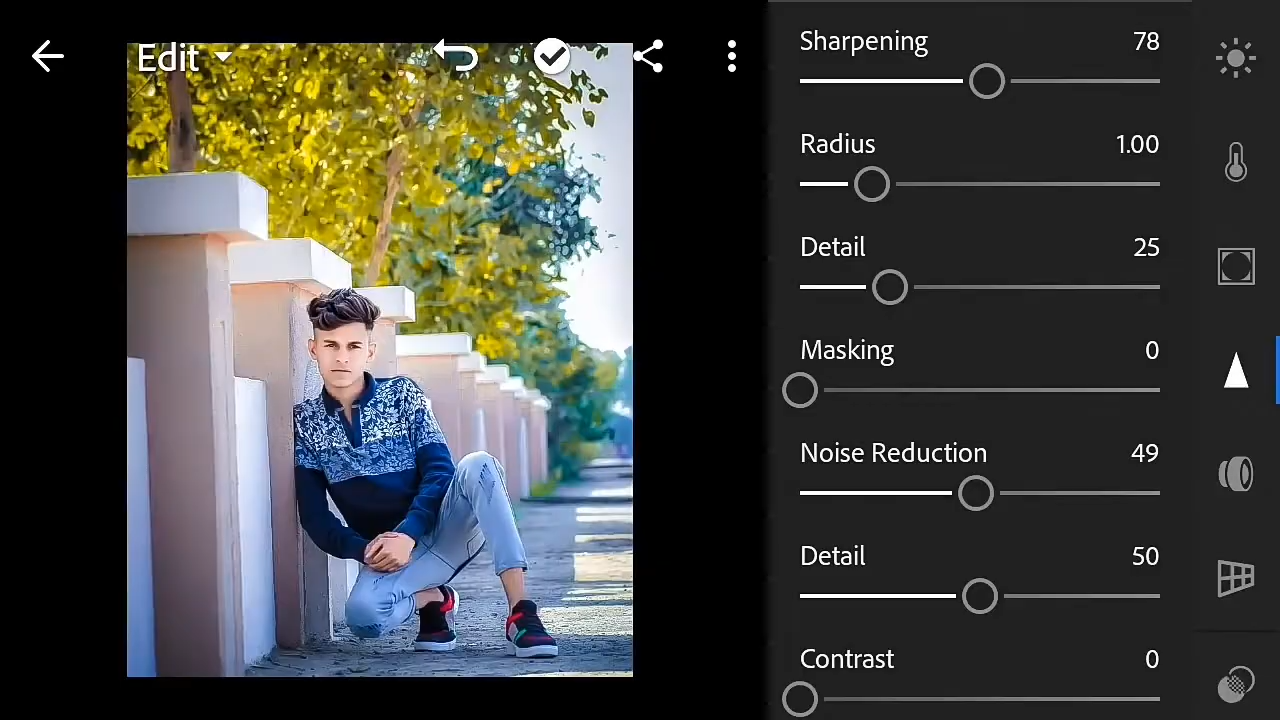 Edit
Sharpening 78
Radius 1.00
Detail 25
Masking 0
Noise Reduction 49
Detail 50
Contrast 0